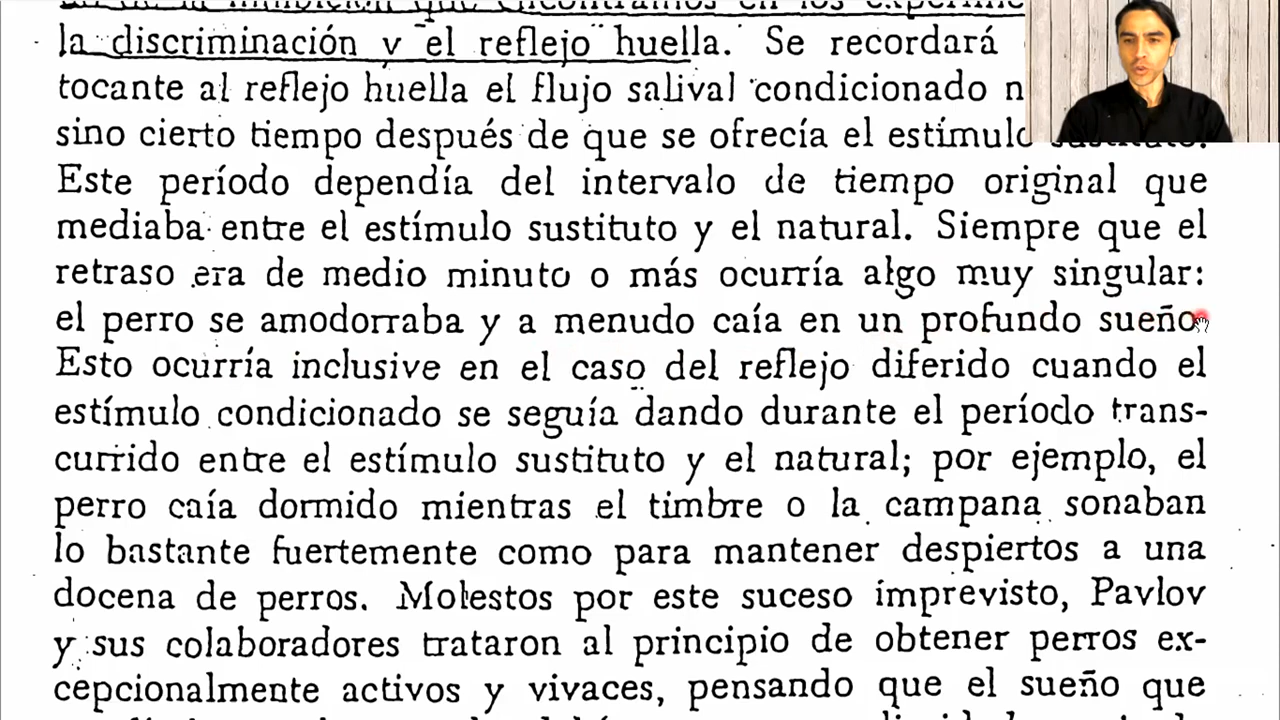 la discriminación y el reflejo huella. Se recordará
tocante al reflejo huella el flujo salival condicionado
sino cierto tiempo después de que se ofrecía el estímulo sustituto.
Este período dependía del intervalo de tiempo original que
mediaba entre el estímulo sustituto y el natural. Siempre que el
retraso era de medio minuto o más ocurría algo muy singular:
el perro se amodorraba y a menudo caía en un profundo sueño
Esto ocurría inclusive en el caso del reflejo diferido cuando el
estímulo condicionado se seguía dando durante el período trans-
currido entre el estímulo sustituto y el natural; por ejemplo, el
perro caía dormido mientras el timbre o la campana sonaban
lo bastante fuertemente como para mantener despiertos a una
docena de perros. Molestos por este suceso imprevisto, Pavlov
y sus colaboradores trataron al principio de obtener perros ex-
cepcionalmente activos y vivaces, pensando que el sueño que